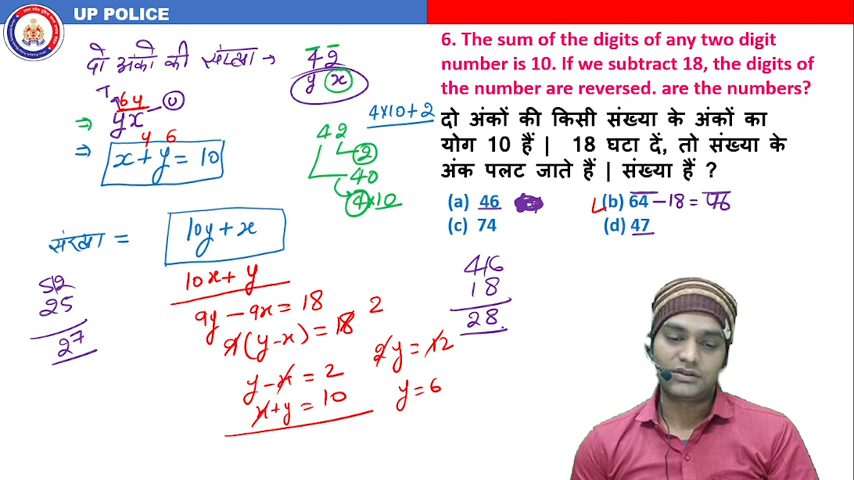 UP POLICE
6. The sum of the digits of any two digit
number is 10. If we subtract 18, the digits of
the number are reversed. are the numbers?
दो अंकों की किसी संख्या के अंकों का
योग 10 हैं | 18 घटा दें, तो संख्या के
अंक पलट जाते हैं | संख्या हैं ?
(a) 46
(b) 64 – 18 = 46
(c) 74
(d) 47
दो अंको की संख्या →
42
y x
64
T
yx – U
4 6
⇒
⇒ x + y = 10
4×10+2
42
2
40
4×10
संख्या = 10y + x
10x + y
9y – 9x = 18
9(y – x) = 18 2
y – x = 2
x + y = 10
2y = 12
y = 6
52
25
27
46
18
28